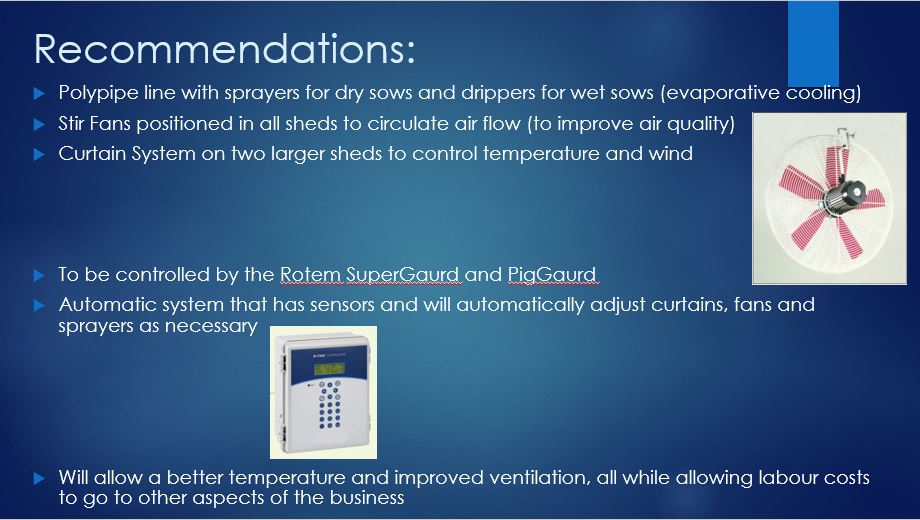 Recommendations:
Polypipe line with sprayers for dry sows and drippers for wet sows (evaporative cooling)
Stir Fans positioned in all sheds to circulate air flow (to improve air quality)
Curtain System on two larger sheds to control temperature and wind
To be controlled by the Rotem SuperGaurd and PigGaurd
Automatic system that has sensors and will automatically adjust curtains, fans and
sprayers as necessary
ROTEM
Will allow a better temperature and improved ventilation, all while allowing labour costs
to go to other aspects of the business